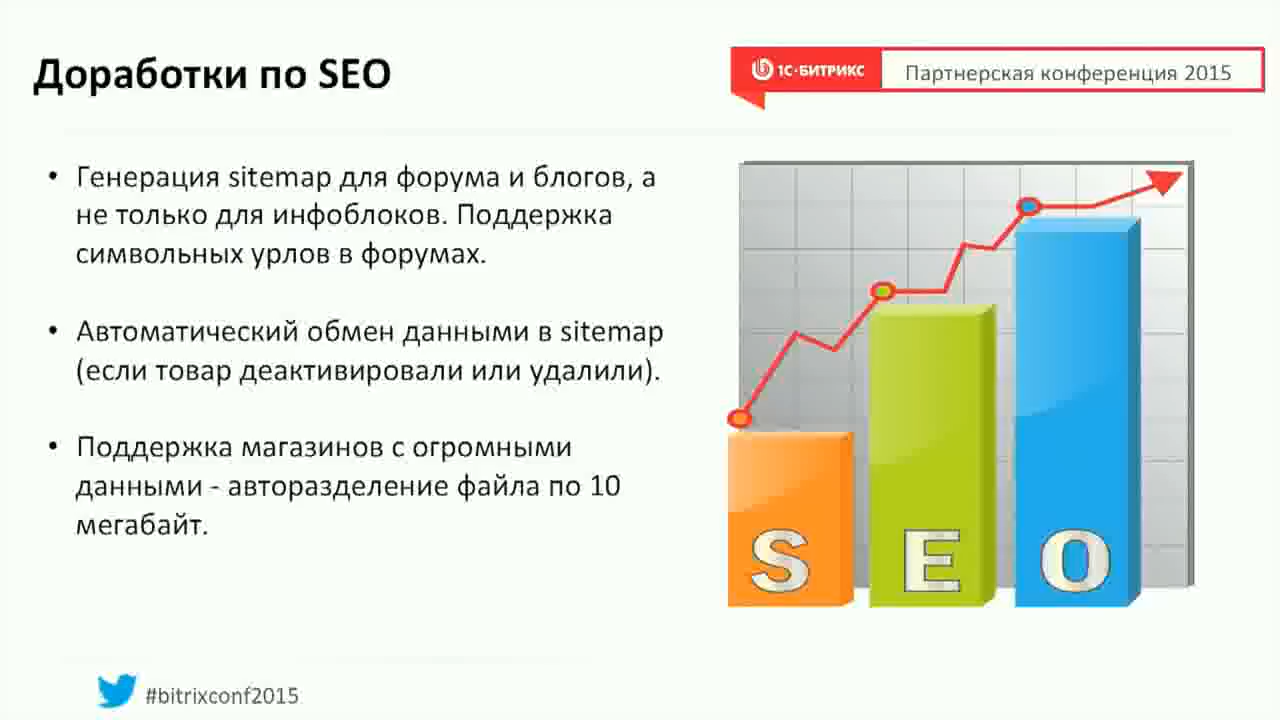 Доработки по SEO
1С-БИТРИКС
Партнерская конференция 2015
• Генерация sitemap для форума и блогов, а
не только для инфоблоков. Поддержка
символьных урлов в форумах.
• Автоматический обмен данными в sitemap
(если товар деактивировали или удалили).
• Поддержка магазинов с огромными
данными - авторазделение файла по 10
мегабайт.
S E O
#bitrixconf2015